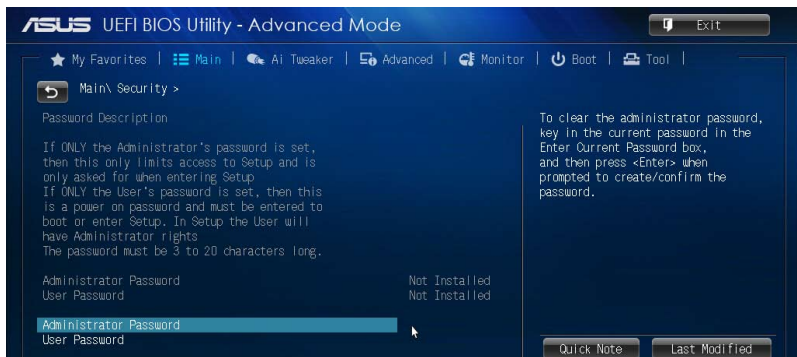 ASUS UEFI BIOS Utility - Advanced Mode
Exit
My Favorites | Main | Ai Tweaker | Advanced | Monitor | Boot | Tool |
Main\ Security >
Password Description
If ONLY the Administrator's password is set,
then this only limits access to Setup and is
only asked for when entering Setup
If ONLY the User's password is set, then this
is a power on password and must be entered to
boot or enter Setup. In Setup the User will
have Administrator rights
The password must be 3 to 20 characters long.
Administrator Password Not Installed
User Password Not Installed
Administrator Password
User Password
To clear the administrator password,
key in the current password in the
Enter Current Password box,
and then press <Enter> when
prompted to create/confirm the
password.
Quick Note Last Modified